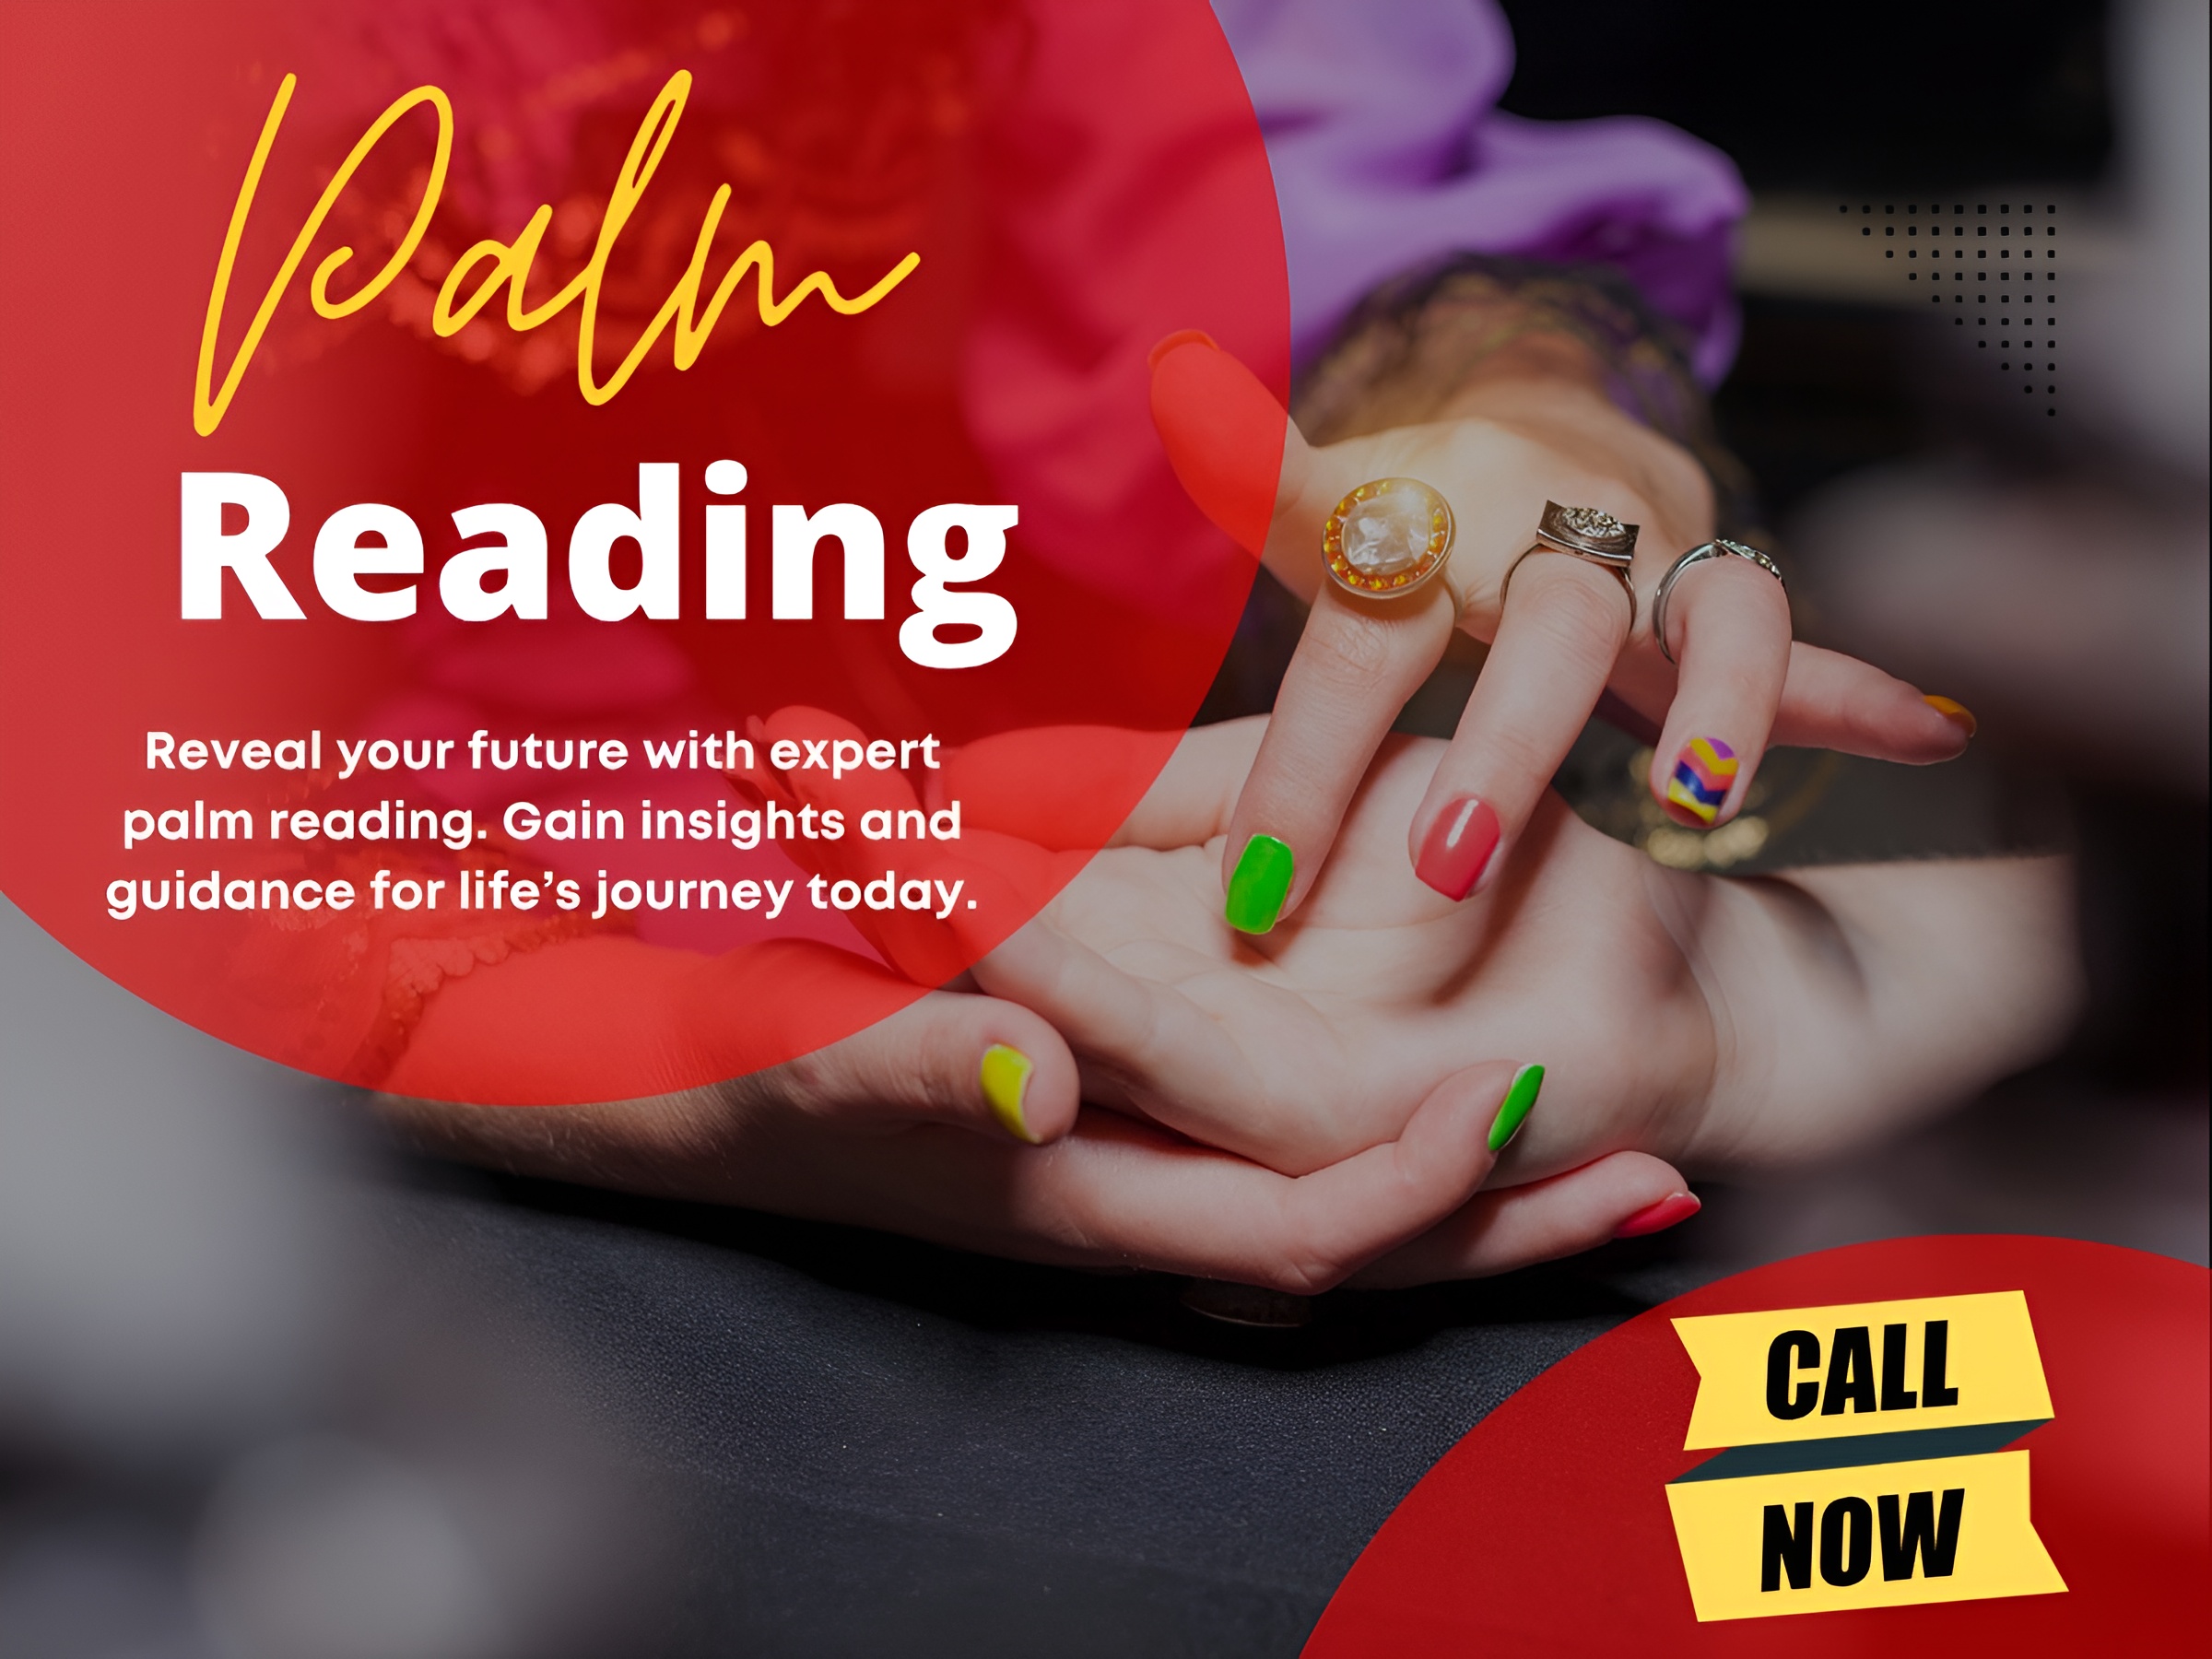 Palm
Reading
Reveal your future with expert
palm reading. Gain insights and
guidance for life’s journey today.
CALL
NOW